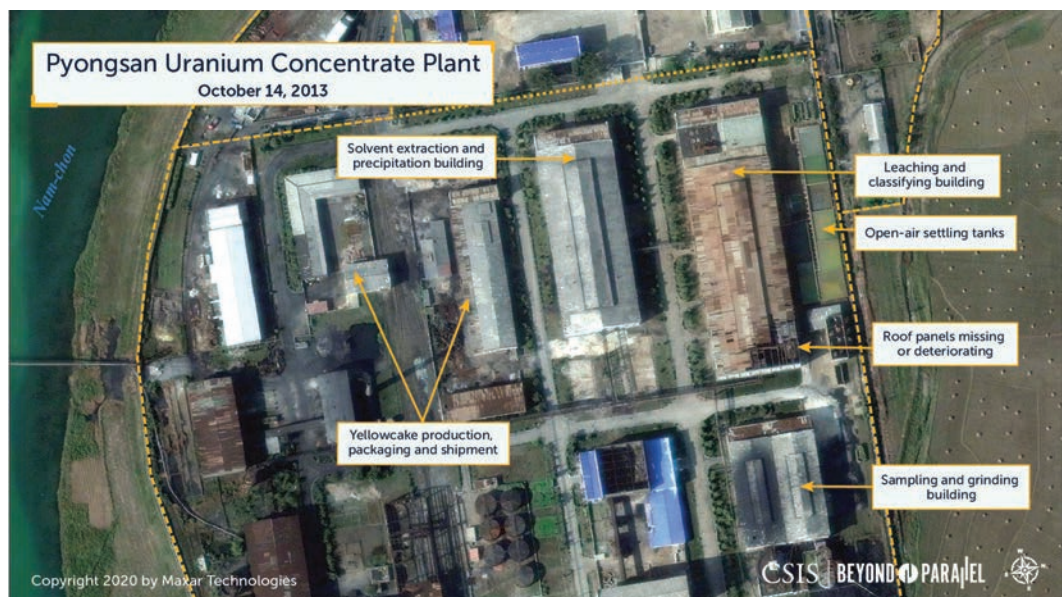 Pyongsan Uranium Concentrate Plant
October 14, 2013
Nam-chon
Solvent extraction and
precipitation building
Leaching and
classifying building
Open-air settling tanks
Roof panels missing
or deteriorating
Yellowcake production,
packaging and shipment
Sampling and grinding
building
Copyright 2020 by Maxar Technologies
CSIS BEYOND PARALLEL